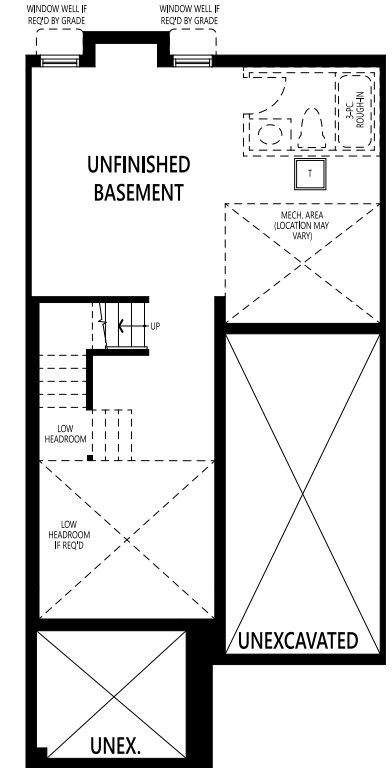 WINDOW WELL IF
REQ'D BY GRADE
WINDOW WELL IF
REQ'D BY GRADE
3-PC
ROUGH-IN
UNFINISHED
BASEMENT
T
MECH. AREA
(LOCATION MAY
VARY)
UP
LOW
HEADROOM
LOW
HEADROOM
IF REQ'D
UNEXCAVATED
UNEX.